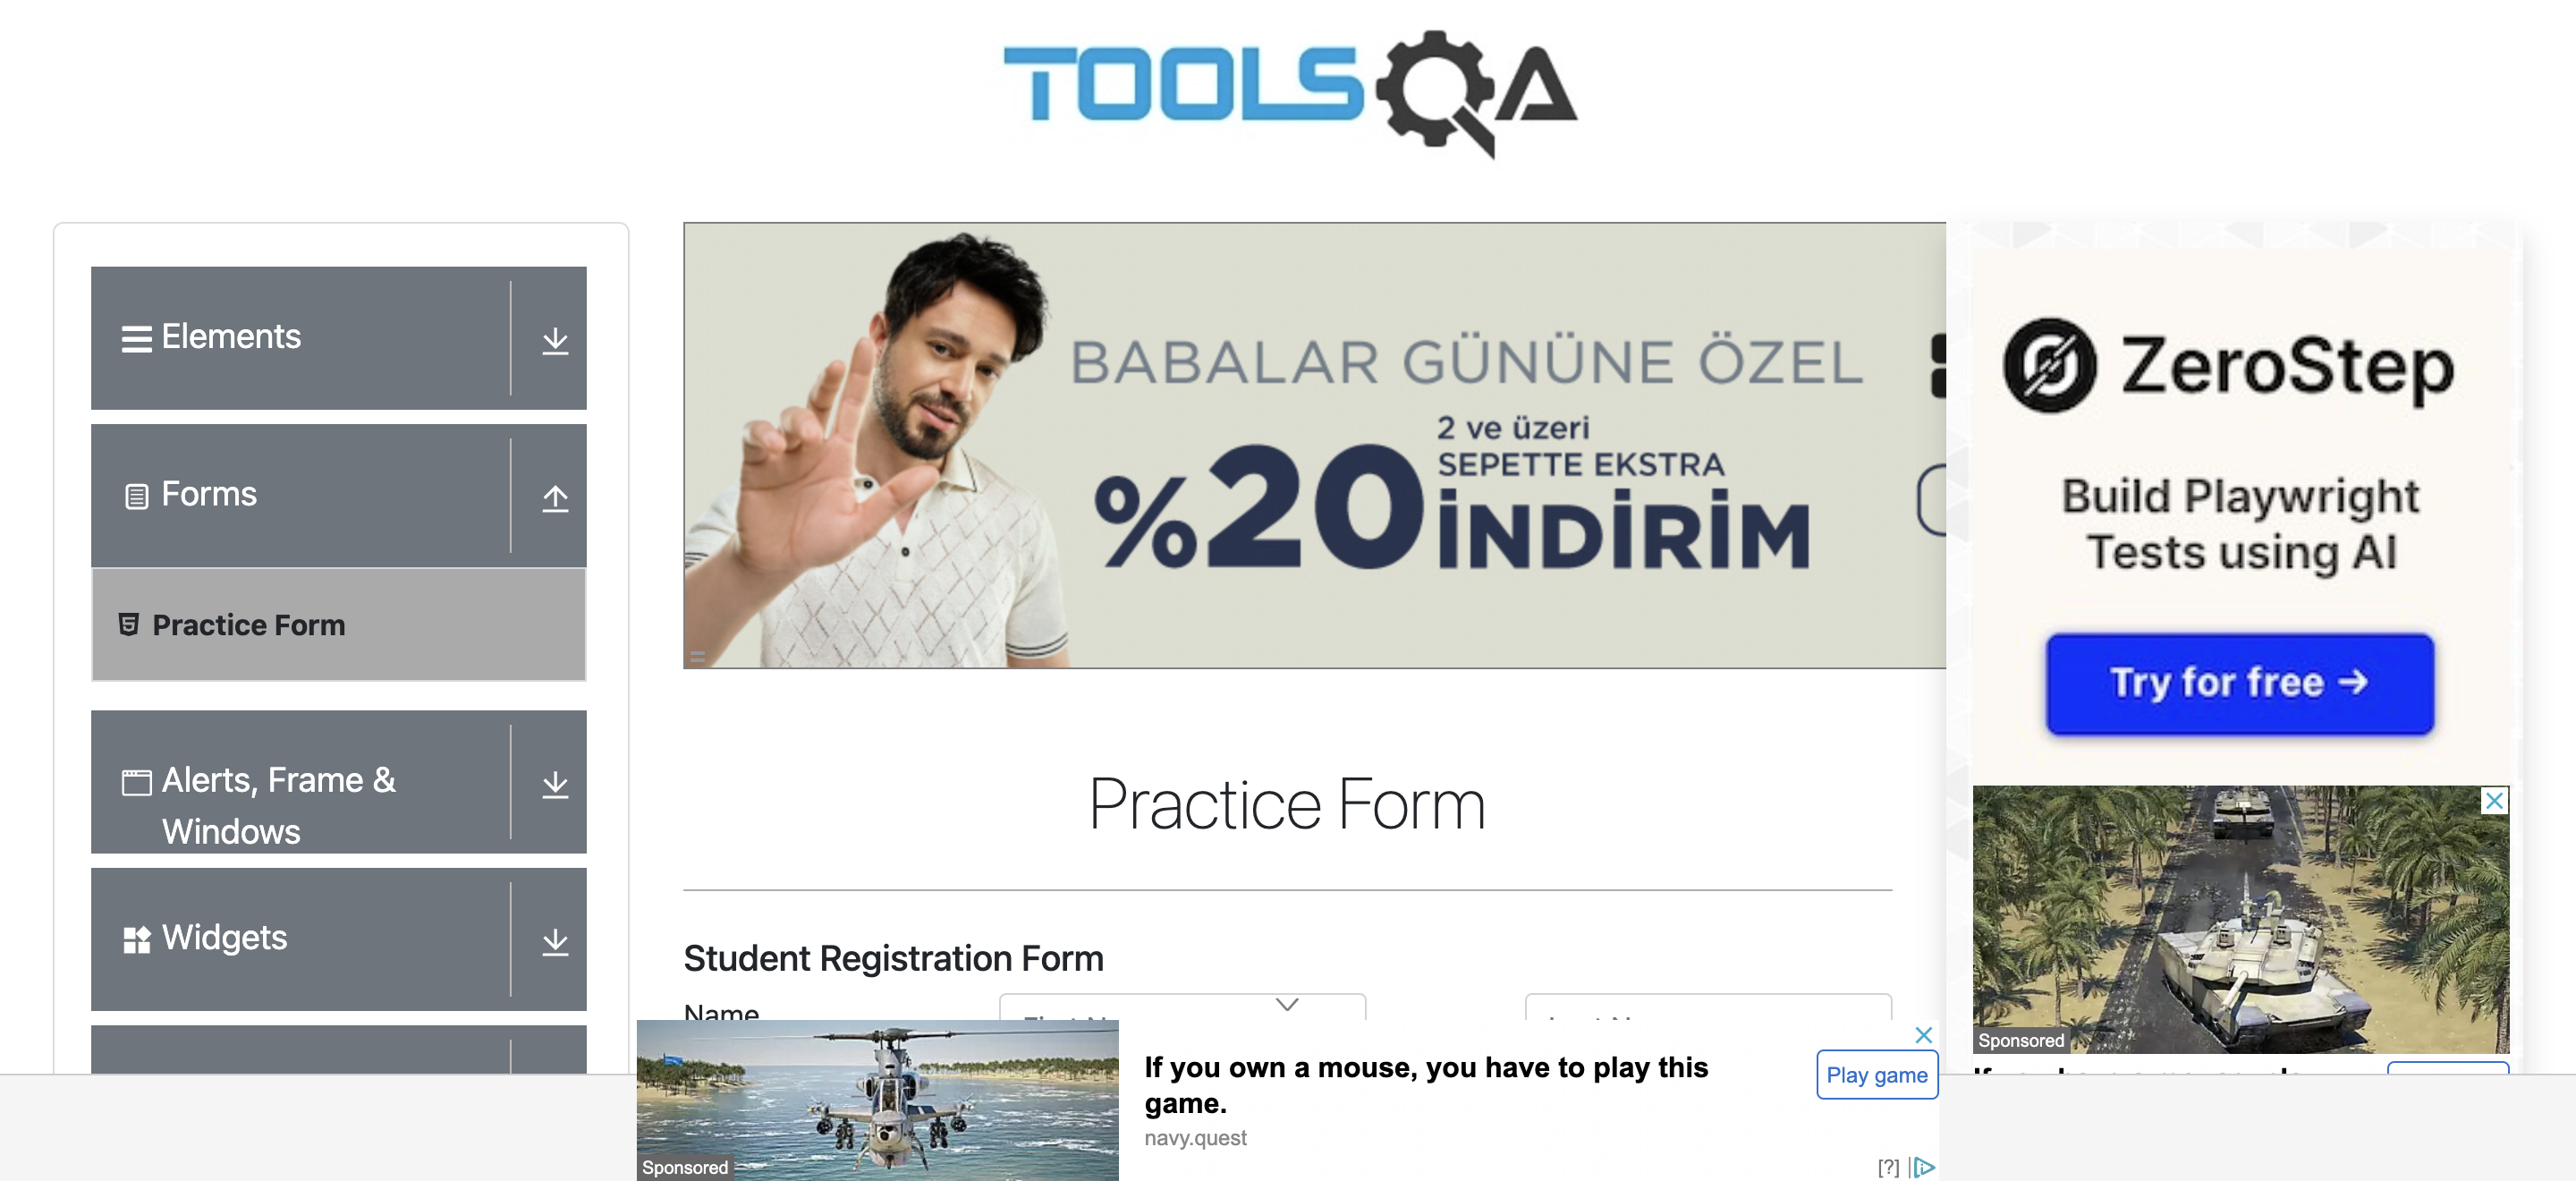 TOOLSQA
Elements
Forms
Practice Form
Alerts, Frame &
Windows
Widgets
BABALAR GÜNÜNE ÖZEL
%20
2 ve üzeri
SEPETTE EKSTRA
İNDİRİM
Practice Form
Student Registration Form
Name
Sponsored
If you own a mouse, you have to play this
game.
navy.quest
Play game
[?]
ZeroStep
Build Playwright
Tests using AI
Try for free →
Sponsored